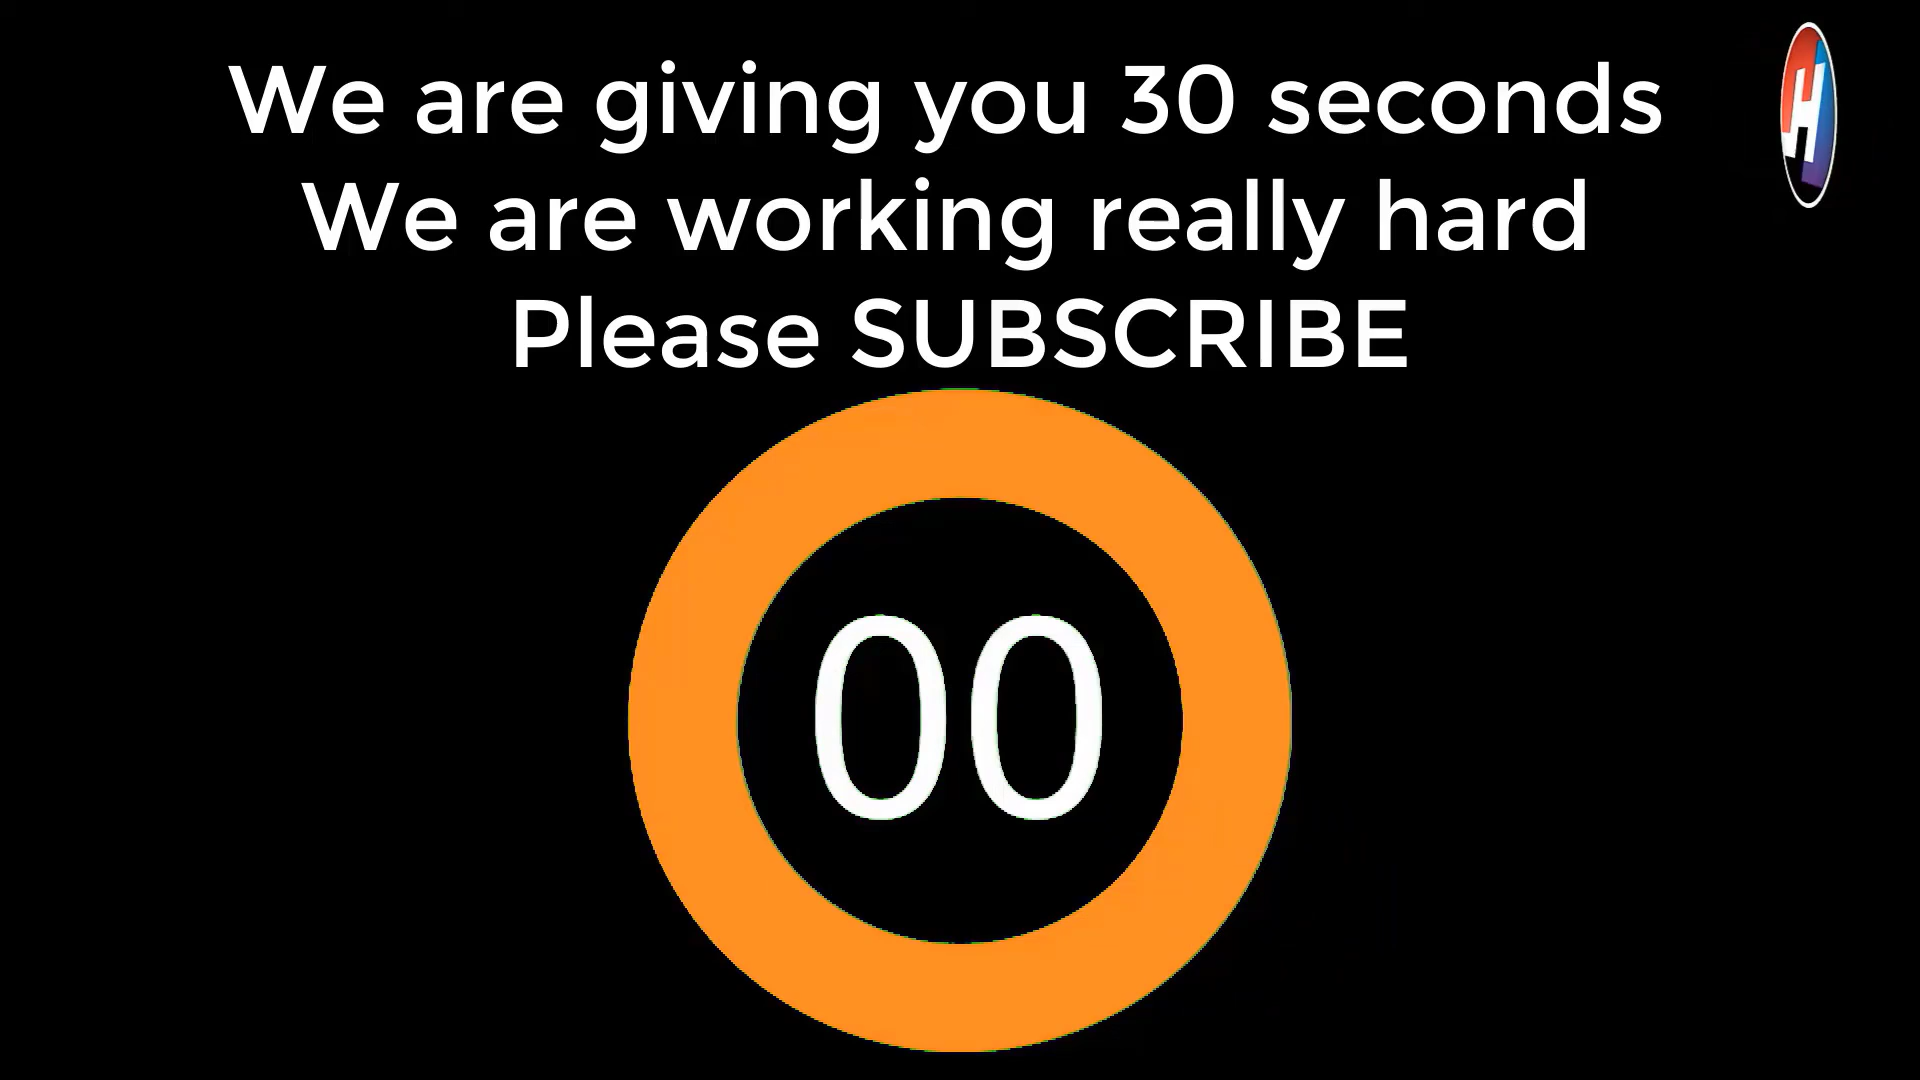 We are giving you 30 seconds
H
We are working really hard
Please SUBSCRIBE
00